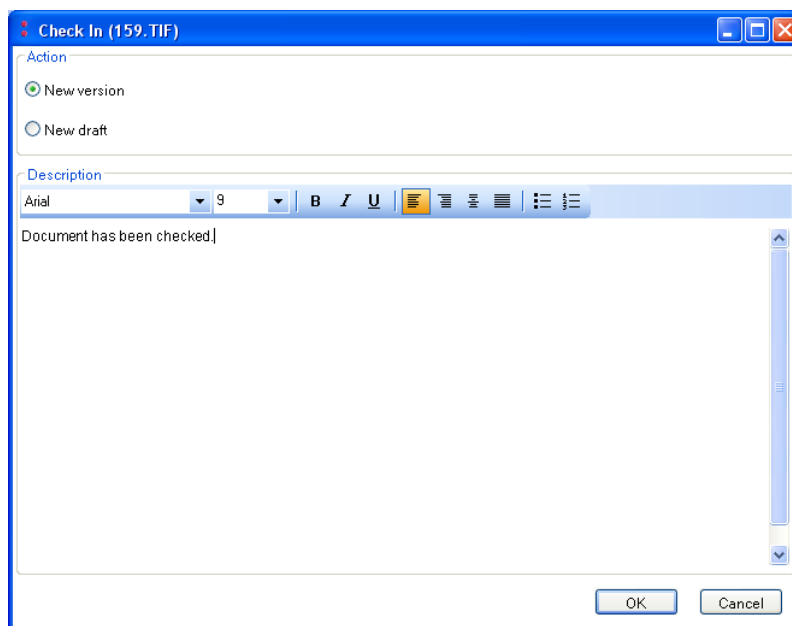 Check In (159.TIF)
Action
New version
New draft
Description
Arial 9 B I U
Document has been checked.
OK Cancel